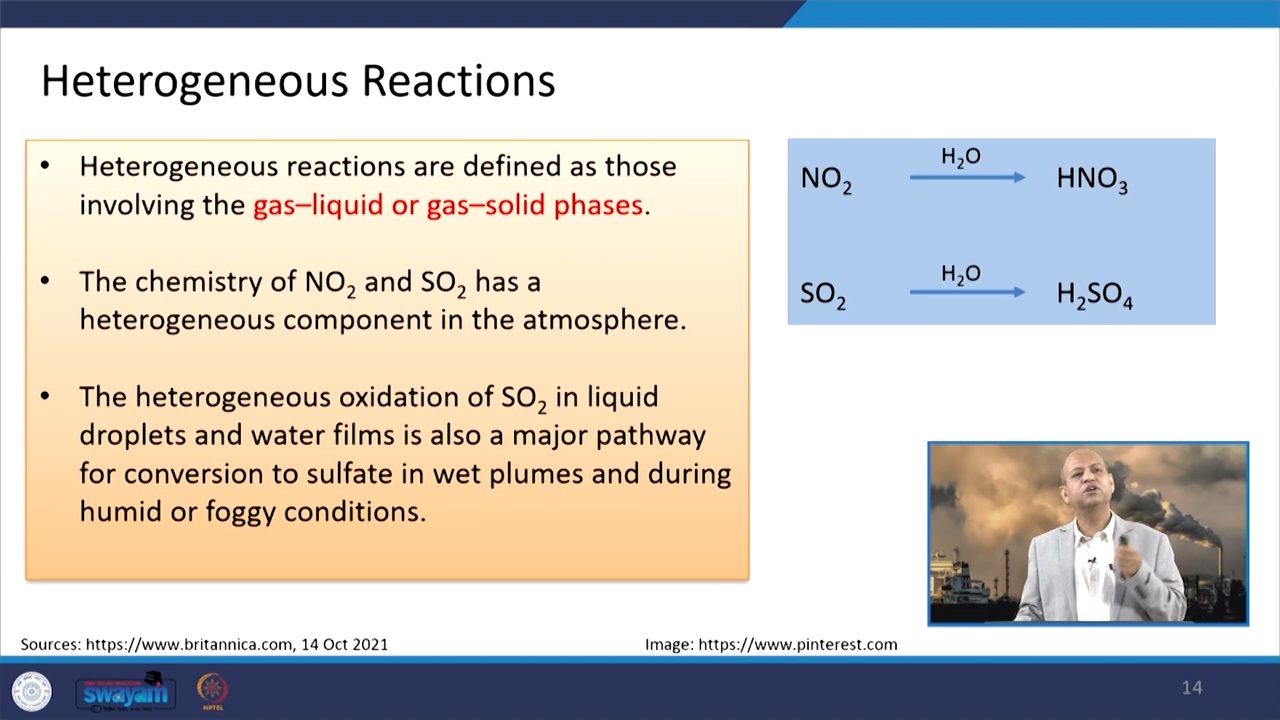 Heterogeneous Reactions
• Heterogeneous reactions are defined as those
involving the gas–liquid or gas–solid phases.
• The chemistry of NO₂ and SO₂ has a
heterogeneous component in the atmosphere.
• The heterogeneous oxidation of SO₂ in liquid
droplets and water films is also a major pathway
for conversion to sulfate in wet plumes and during
humid or foggy conditions.
H₂O
NO₂ → HNO₃
H₂O
SO₂ → H₂SO₄
Sources: https://www.britannica.com, 14 Oct 2021
Image: https://www.pinterest.com
swayam
NPTEL
14